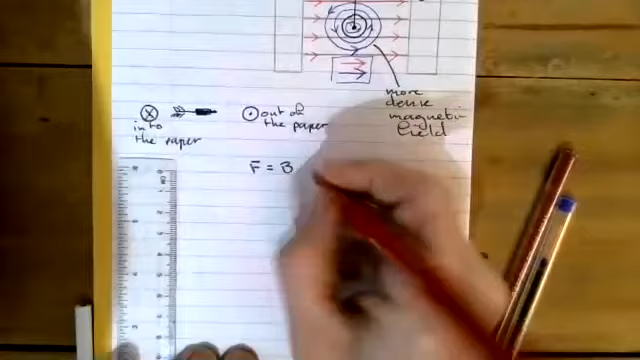 more
dense
magnetic
field
into
the paper
out of
the paper
F = B